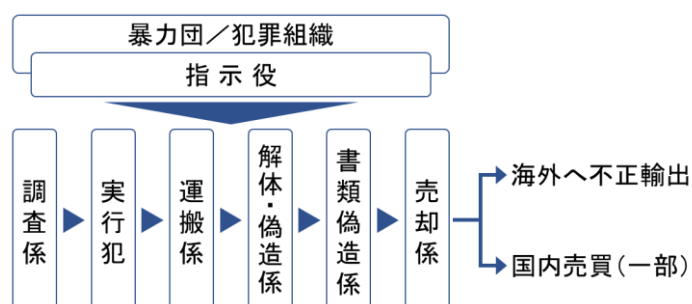 暴力団／犯罪組織
指示役
調査係
実行犯
運搬係
解体・偽造係
書類偽造係
売却係
海外へ不正輸出
国内売買（一部）